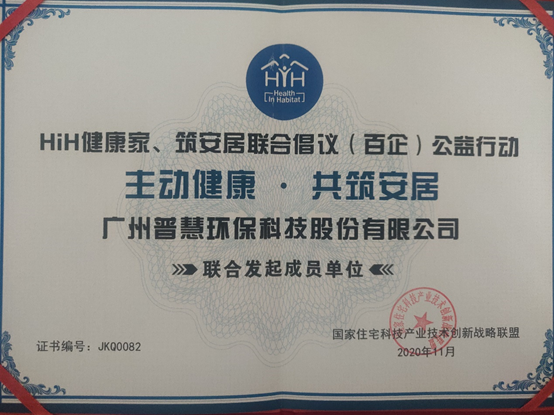 HiH
Health
In Habitat
HiH健康家、筑安居联合倡议（百企）公益行动
主动健康 · 共筑安居
广州普慧环保科技股份有限公司
联合发起成员单位
国家住宅科技产业技术创新战略联盟
证书编号：JKQ0082
2020年11月